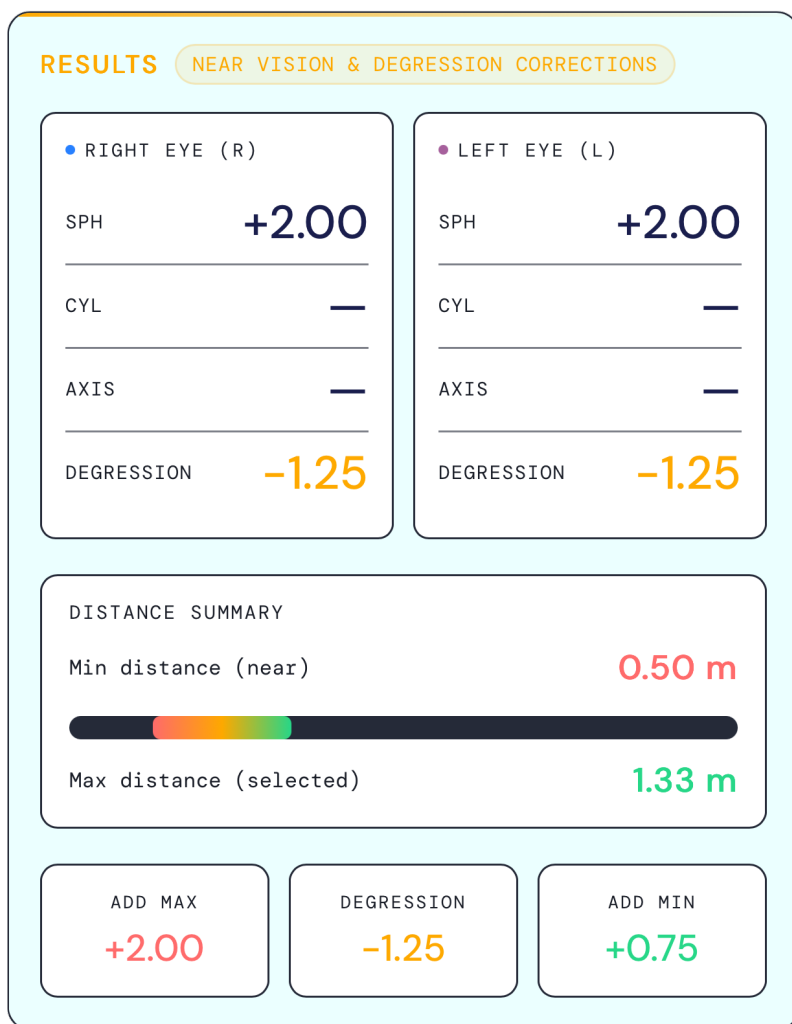 RESULTS NEAR VISION & DEGRESSION CORRECTIONS
RIGHT EYE (R)
SPH +2.00
CYL —
AXIS —
DEGRESSION −1.25
LEFT EYE (L)
SPH +2.00
CYL —
AXIS —
DEGRESSION −1.25
DISTANCE SUMMARY
Min distance (near) 0.50 m
Max distance (selected) 1.33 m
ADD MAX
+2.00
DEGRESSION
−1.25
ADD MIN
+0.75